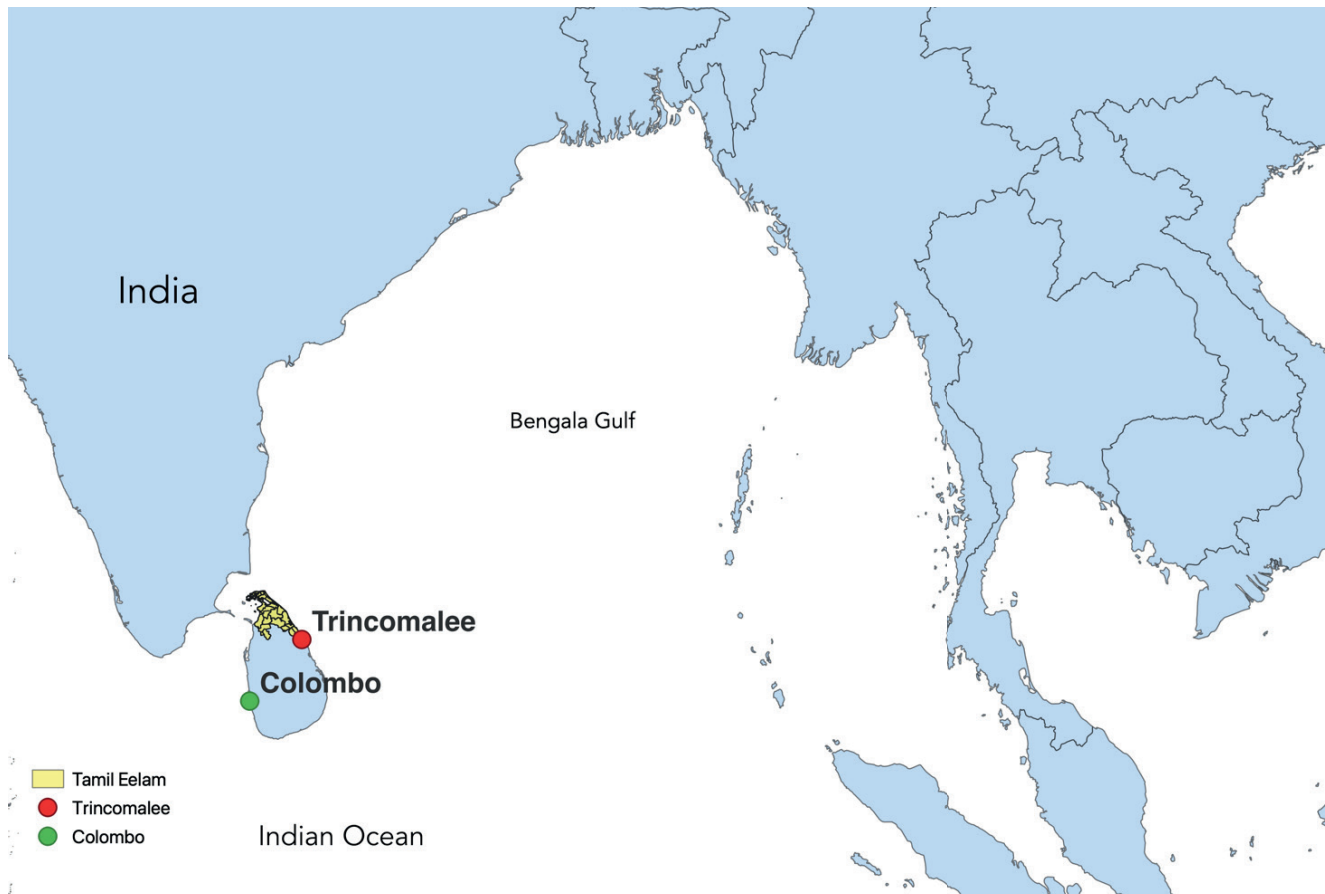 India
Bengala Gulf
Trincomalee
Colombo
Tamil Eelam
Trincomalee
Colombo
Indian Ocean